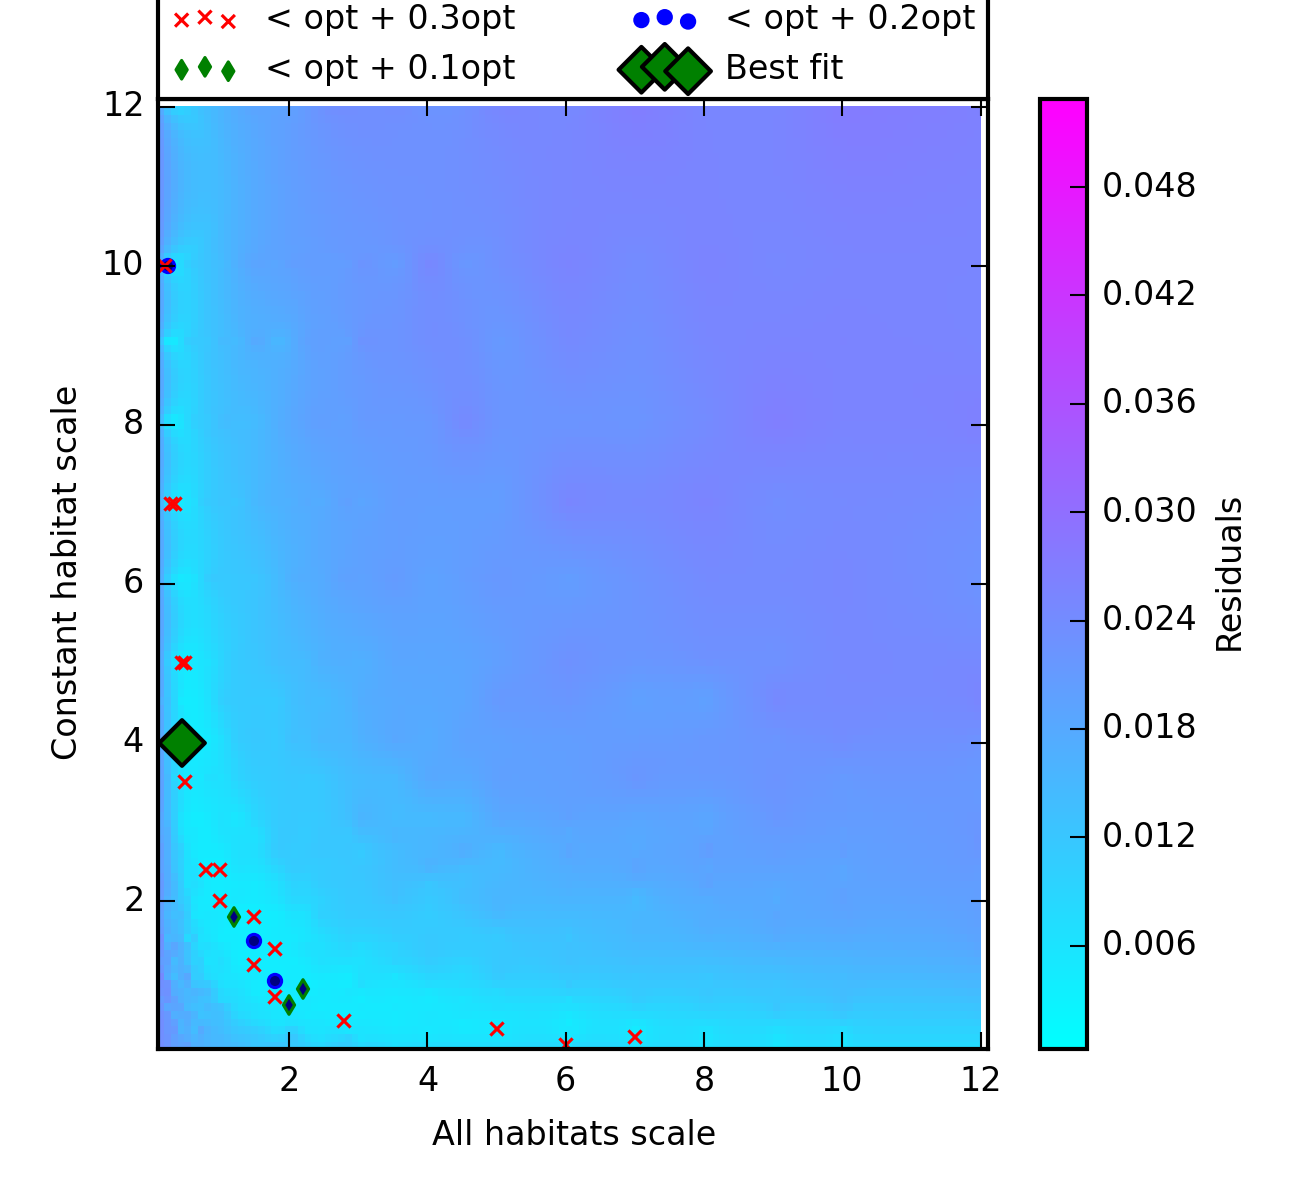 < opt + 0.3opt
< opt + 0.2opt
< opt + 0.1opt
Best fit
12
10
8
6
4
2
Constant habitat scale
2
4
6
8
10
12
All habitats scale
0.048
0.042
0.036
0.030
0.024
0.018
0.012
0.006
Residuals